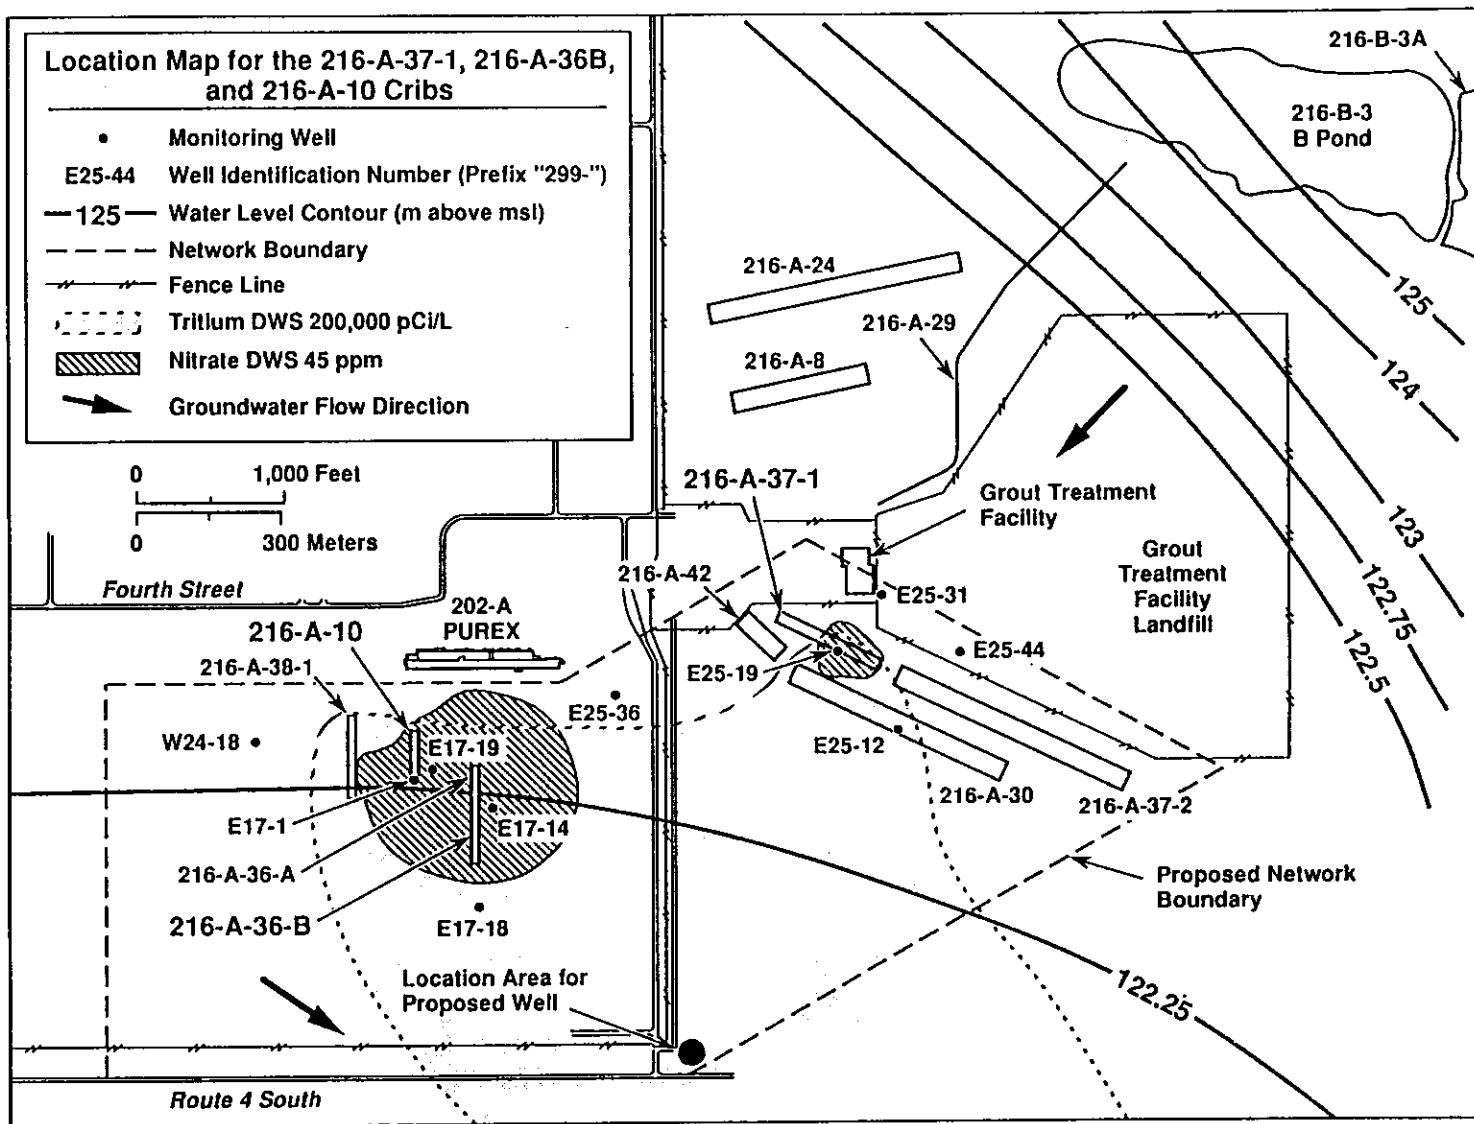 Location Map for the 216-A-37-1, 216-A-36B,
and 216-A-10 Cribs
Monitoring Well
E25-44 Well Identification Number (Prefix "299-")
125 Water Level Contour (m above msl)
Network Boundary
Fence Line
Tritium DWS 200,000 pCi/L
Nitrate DWS 45 ppm
Groundwater Flow Direction
0 1,000 Feet
0 300 Meters
216-B-3A
216-B-3
B Pond
216-A-24
216-A-29
216-A-8
125
124
123
122.75
122.5
122.25
216-A-37-1
Grout Treatment
Facility
Grout
Treatment
Facility
Landfill
216-A-42
E25-31
E25-44
E25-19
E25-36
E25-12
216-A-30
216-A-37-2
Fourth Street
202-A
PUREX
216-A-10
216-A-38-1
W24-18
E17-19
E17-1
E17-14
216-A-36-A
216-A-36-B
E17-18
Proposed Network
Boundary
Location Area for
Proposed Well
Route 4 South